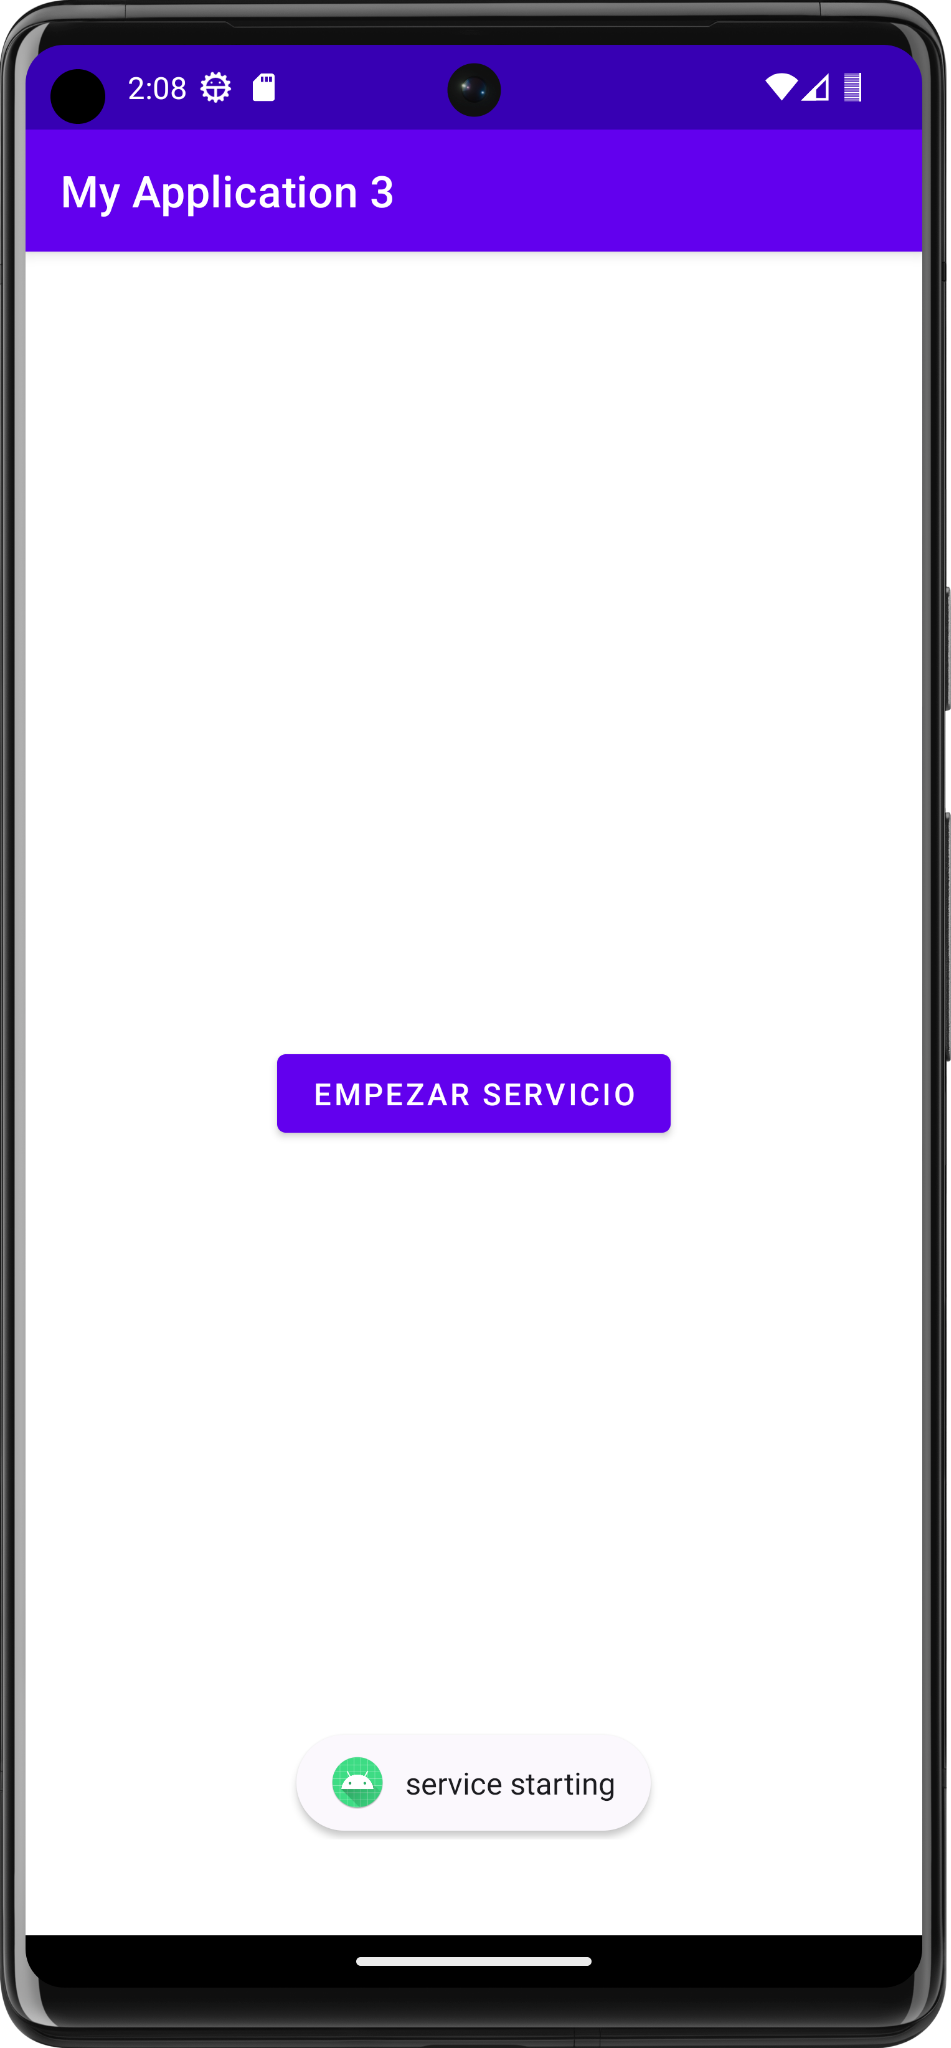 2:08
My Application 3
EMPEZAR SERVICIO
service starting